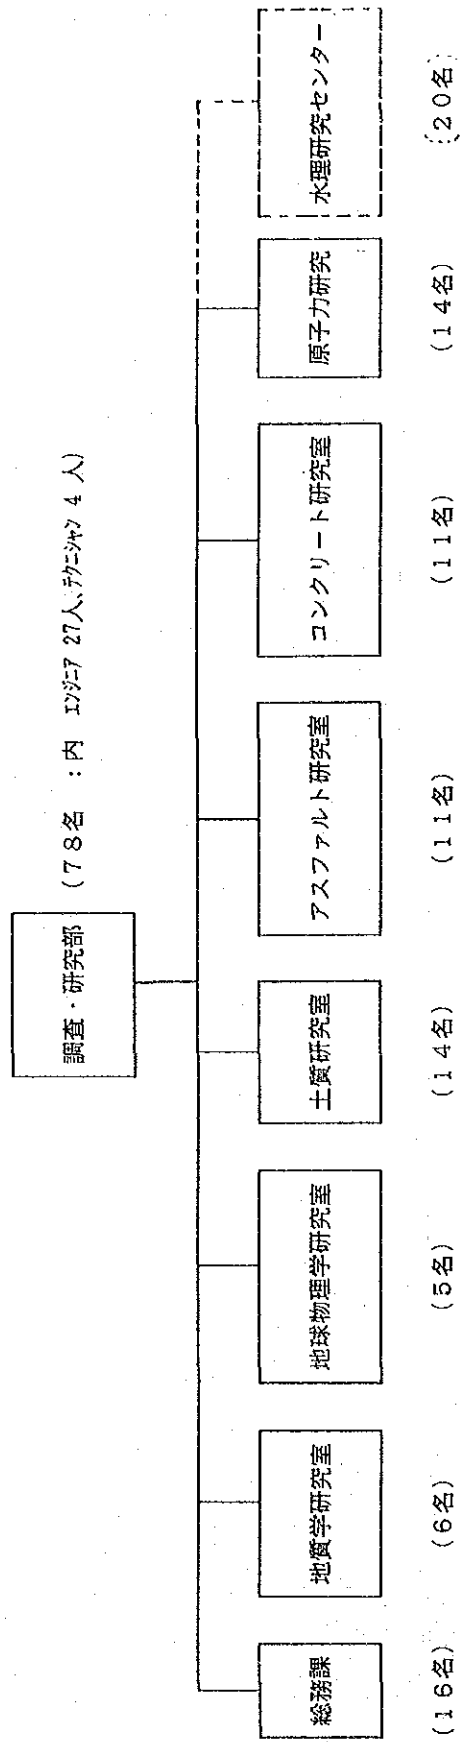 調査・研究部 (78名 :内 エンジニア 27人、テクニシャン 4 人)
総務課
地質学研究室
地球物理学研究室
土質研究室
アスファルト研究室
コンクリート研究室
原子力研究
水理研究センター
(16名)
(6名)
(5名)
(14名)
(11名)
(11名)
(14名)
(20名)